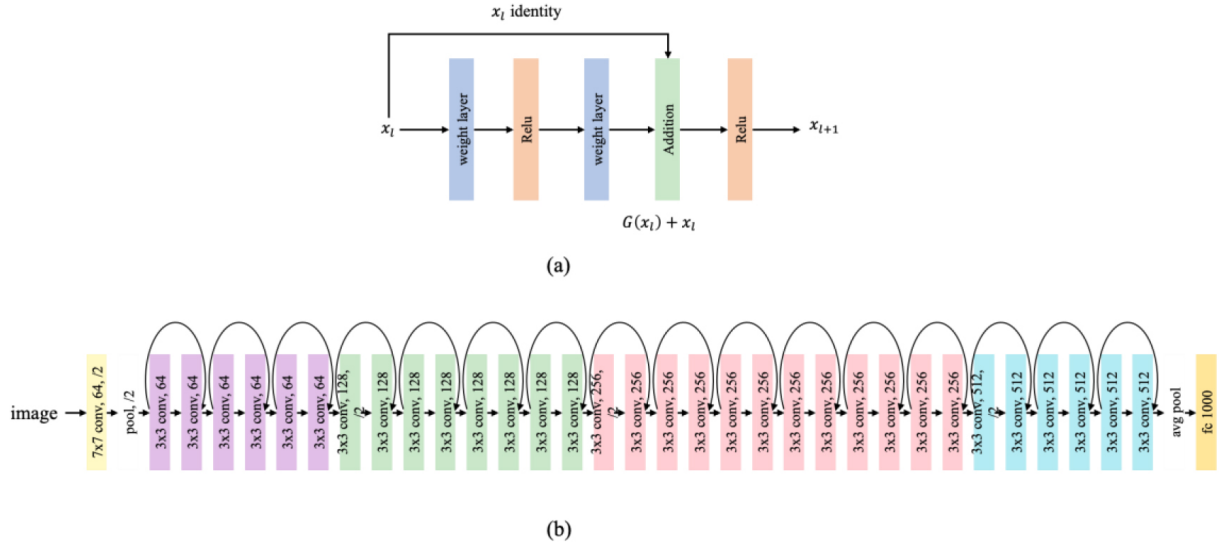 x_l identity
x_l
weight layer
Relu
weight layer
Addition
Relu
x_{l+1}
G(x_l) + x_l
(a)
image
7x7 conv, 64, /2
pool, /2
3x3 conv, 64
3x3 conv, 64
3x3 conv, 64
3x3 conv, 64
3x3 conv, 64
3x3 conv, 64
3x3 conv, 128,
/2
3x3 conv, 128
3x3 conv, 128
3x3 conv, 128
3x3 conv, 128
3x3 conv, 128
3x3 conv, 128
3x3 conv, 128
3x3 conv, 256,
/2
3x3 conv, 256
3x3 conv, 256
3x3 conv, 256
3x3 conv, 256
3x3 conv, 256
3x3 conv, 256
3x3 conv, 256
3x3 conv, 256
3x3 conv, 256
3x3 conv, 256
3x3 conv, 256
3x3 conv, 512,
/2
3x3 conv, 512
3x3 conv, 512
3x3 conv, 512
3x3 conv, 512
3x3 conv, 512
avg pool
fc 1000
(b)